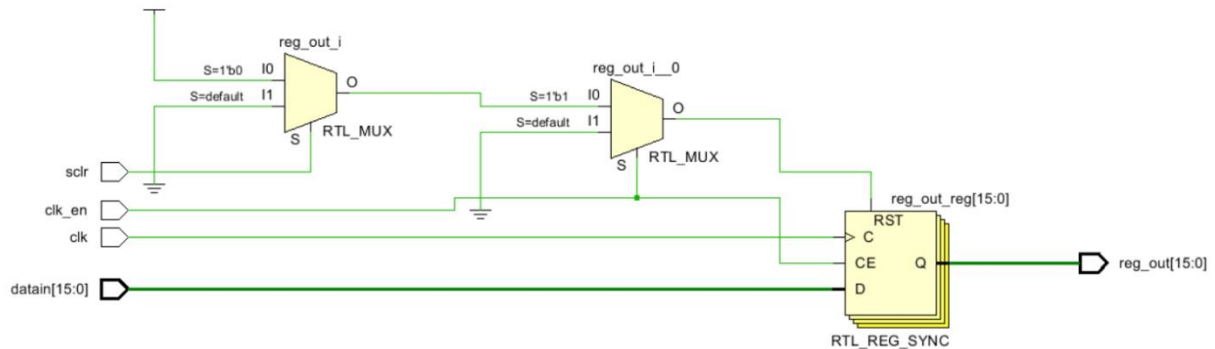 reg_out_i
S=1'b0 I0
S=default I1
O
S
RTL_MUX
reg_out_i__0
S=1'b1 I0
S=default I1
O
S
RTL_MUX
sclr
clk_en
clk
datain[15:0]
reg_out_reg[15:0]
RST
C
CE Q
D
RTL_REG_SYNC
reg_out[15:0]